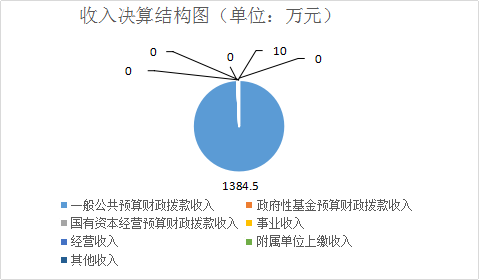 收入决算结构图（单位：万元）
0
0
10
0
0
1384.5
一般公共预算财政拨款收入
政府性基金预算财政拨款收入
国有资本经营预算财政拨款收入
事业收入
经营收入
附属单位上缴收入
其他收入